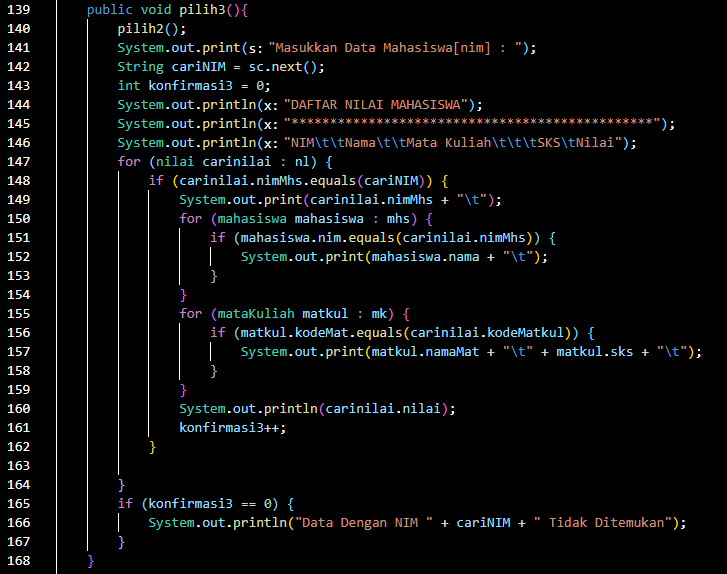 139 public void pilih3(){
140 pilih2();
141 System.out.print(s: "Masukkan Data Mahasiswa[nim] : ");
142 String cariNIM = sc.next();
143 int konfirmasi3 = 0;
144 System.out.println(x: "DAFTAR NILAI MAHASISWA");
145 System.out.println(x: "***********************************************");
146 System.out.println(x: "NIM\t\tNama\t\tMata Kuliah\t\t\tSKS\tNilai");
147 for (nilai carinilai : nl) {
148 if (carinilai.nimMhs.equals(cariNIM)) {
149 System.out.print(carinilai.nimMhs + "\t");
150 for (mahasiswa mahasiswa : mhs) {
151 if (mahasiswa.nim.equals(carinilai.nimMhs)) {
152 System.out.print(mahasiswa.nama + "\t");
153 }
154 }
155 for (mataKuliah matkul : mk) {
156 if (matkul.kodeMat.equals(carinilai.kodeMatkul)) {
157 System.out.print(matkul.namaMat + "\t" + matkul.sks + "\t");
158 }
159 }
160 System.out.println(carinilai.nilai);
161 konfirmasi3++;
162 }
163
164 }
165 if (konfirmasi3 == 0) {
166 System.out.println("Data Dengan NIM " + cariNIM + " Tidak Ditemukan");
167 }
168 }